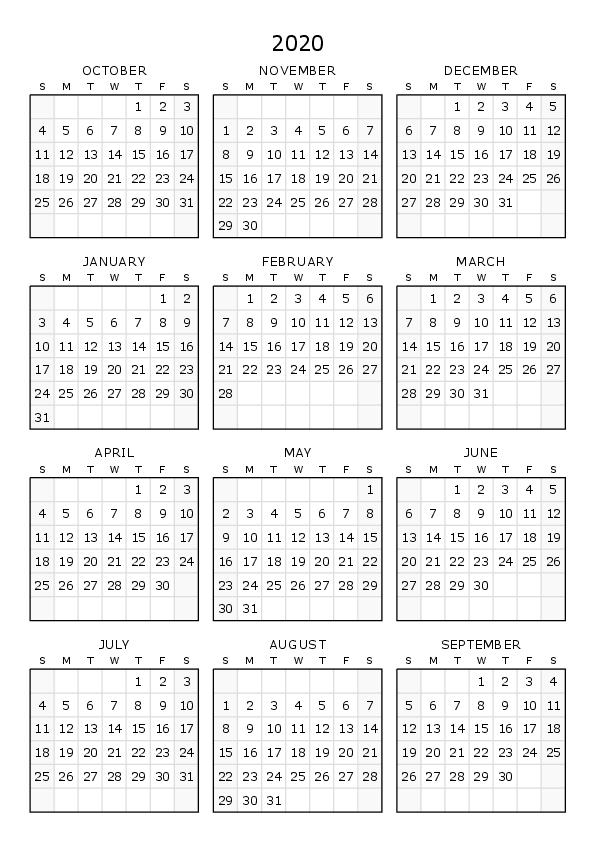 2020
OCTOBER NOVEMBER DECEMBER
S M T W T F S S M T W T F S S M T W T F S
1 2 3 1 2 3 4 5
4 5 6 7 8 9 10 1 2 3 4 5 6 7 6 7 8 9 10 11 12
11 12 13 14 15 16 17 8 9 10 11 12 13 14 13 14 15 16 17 18 19
18 19 20 21 22 23 24 15 16 17 18 19 20 21 20 21 22 23 24 25 26
25 26 27 28 29 30 31 22 23 24 25 26 27 28 27 28 29 30 31
29 30
JANUARY FEBRUARY MARCH
S M T W T F S S M T W T F S S M T W T F S
1 2 1 2 3 4 5 6 1 2 3 4 5 6
3 4 5 6 7 8 9 7 8 9 10 11 12 13 7 8 9 10 11 12 13
10 11 12 13 14 15 16 14 15 16 17 18 19 20 14 15 16 17 18 19 20
17 18 19 20 21 22 23 21 22 23 24 25 26 27 21 22 23 24 25 26 27
24 25 26 27 28 29 30 28 28 29 30 31
31
APRIL MAY JUNE
S M T W T F S S M T W T F S S M T W T F S
1 2 3 1 1 2 3 4 5
4 5 6 7 8 9 10 2 3 4 5 6 7 8 6 7 8 9 10 11 12
11 12 13 14 15 16 17 9 10 11 12 13 14 15 13 14 15 16 17 18 19
18 19 20 21 22 23 24 16 17 18 19 20 21 22 20 21 22 23 24 25 26
25 26 27 28 29 30 23 24 25 26 27 28 29 27 28 29 30
30 31
JULY AUGUST SEPTEMBER
S M T W T F S S M T W T F S S M T W T F S
1 2 3 1 2 3 4
4 5 6 7 8 9 10 1 2 3 4 5 6 7 5 6 7 8 9 10 11
11 12 13 14 15 16 17 8 9 10 11 12 13 14 12 13 14 15 16 17 18
18 19 20 21 22 23 24 15 16 17 18 19 20 21 19 20 21 22 23 24 25
25 26 27 28 29 30 31 22 23 24 25 26 27 28 26 27 28 29 30
29 30 31